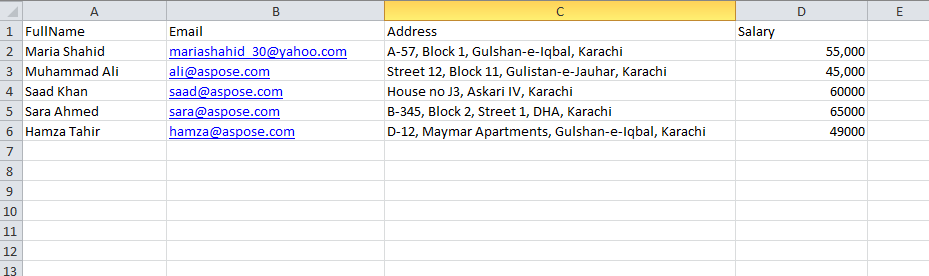 A B C D E
1 FullName Email Address Salary
2 Maria Shahid mariashahid_30@yahoo.com A-57, Block 1, Gulshan-e-Iqbal, Karachi 55,000
3 Muhammad Ali ali@aspose.com Street 12, Block 11, Gulistan-e-Jauhar, Karachi 45,000
4 Saad Khan saad@aspose.com House no J3, Askari IV, Karachi 60000
5 Sara Ahmed sara@aspose.com B-345, Block 2, Street 1, DHA, Karachi 65000
6 Hamza Tahir hamza@aspose.com D-12, Maymar Apartments, Gulshan-e-Iqbal, Karachi 49000
7
8
9
10
11
12
13